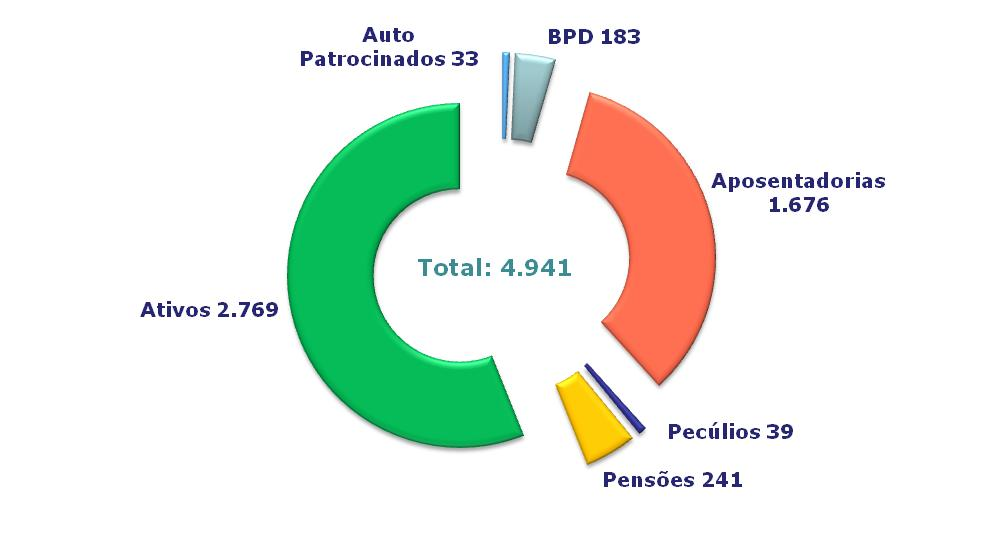 Auto
Patrocinados 33
BPD 183
Aposentadorias
1.676
Total: 4.941
Ativos 2.769
Pecúlios 39
Pensões 241